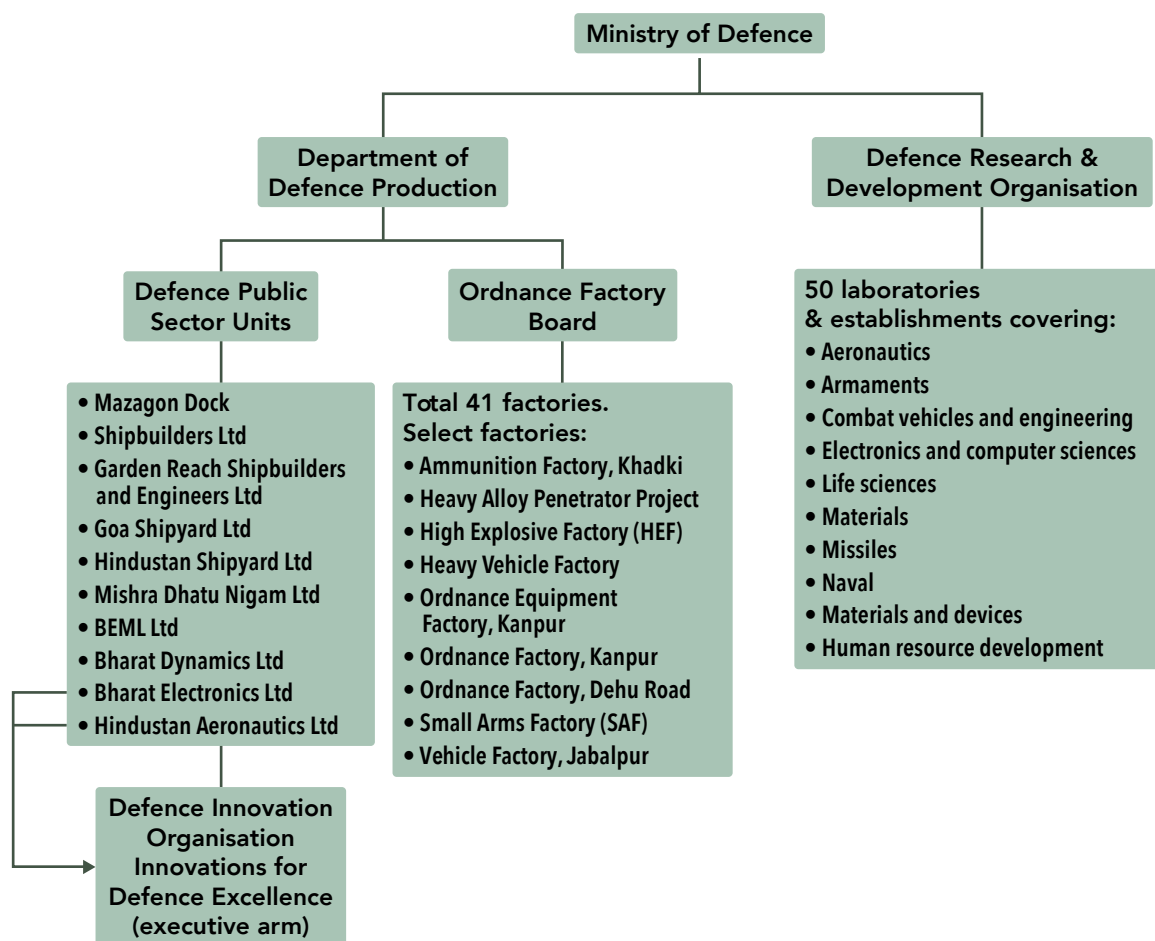 Ministry of Defence
Department of
Defence Production
Defence Research &
Development Organisation
Defence Public
Sector Units
Ordnance Factory
Board
• Mazagon Dock
• Shipbuilders Ltd
• Garden Reach Shipbuilders
and Engineers Ltd
• Goa Shipyard Ltd
• Hindustan Shipyard Ltd
• Mishra Dhatu Nigam Ltd
• BEML Ltd
• Bharat Dynamics Ltd
• Bharat Electronics Ltd
• Hindustan Aeronautics Ltd
Total 41 factories.
Select factories:
• Ammunition Factory, Khadki
• Heavy Alloy Penetrator Project
• High Explosive Factory (HEF)
• Heavy Vehicle Factory
• Ordnance Equipment
Factory, Kanpur
• Ordnance Factory, Kanpur
• Ordnance Factory, Dehu Road
• Small Arms Factory (SAF)
• Vehicle Factory, Jabalpur
50 laboratories
& establishments covering:
• Aeronautics
• Armaments
• Combat vehicles and engineering
• Electronics and computer sciences
• Life sciences
• Materials
• Missiles
• Naval
• Materials and devices
• Human resource development
Defence Innovation
Organisation
Innovations for
Defence Excellence
(executive arm)